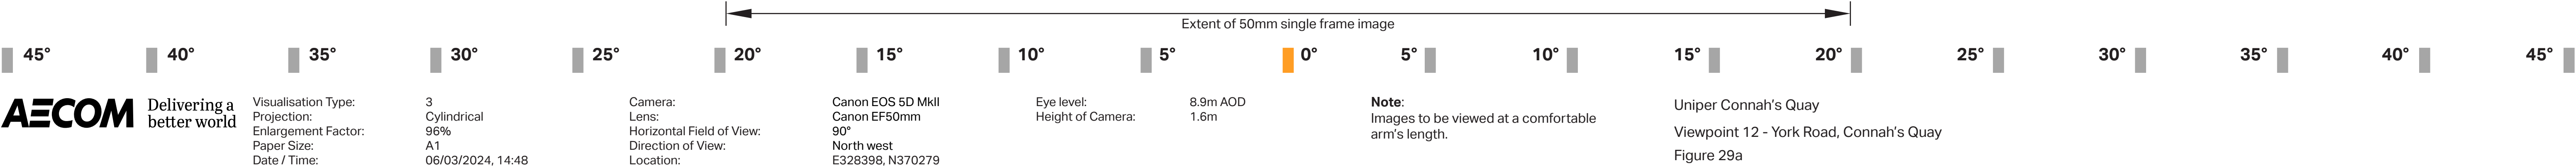 Extent of 50mm single frame image
45° 40° 35° 30° 25° 20° 15° 10° 5° 0° 5° 10° 15° 20° 25° 30° 35° 40° 45°
AECOM Delivering a better world
Visualisation Type: 3
Projection: Cylindrical
Enlargement Factor: 96%
Paper Size: A1
Date / Time: 06/03/2024, 14:48
Camera: Canon EOS 5D MkII
Lens: Canon EF50mm
Horizontal Field of View: 90°
Direction of View: North west
Location: E328398, N370279
Eye level: 8.9m AOD
Height of Camera: 1.6m
Note:
Images to be viewed at a comfortable
arm's length.
Uniper Connah's Quay
Viewpoint 12 - York Road, Connah's Quay
Figure 29a